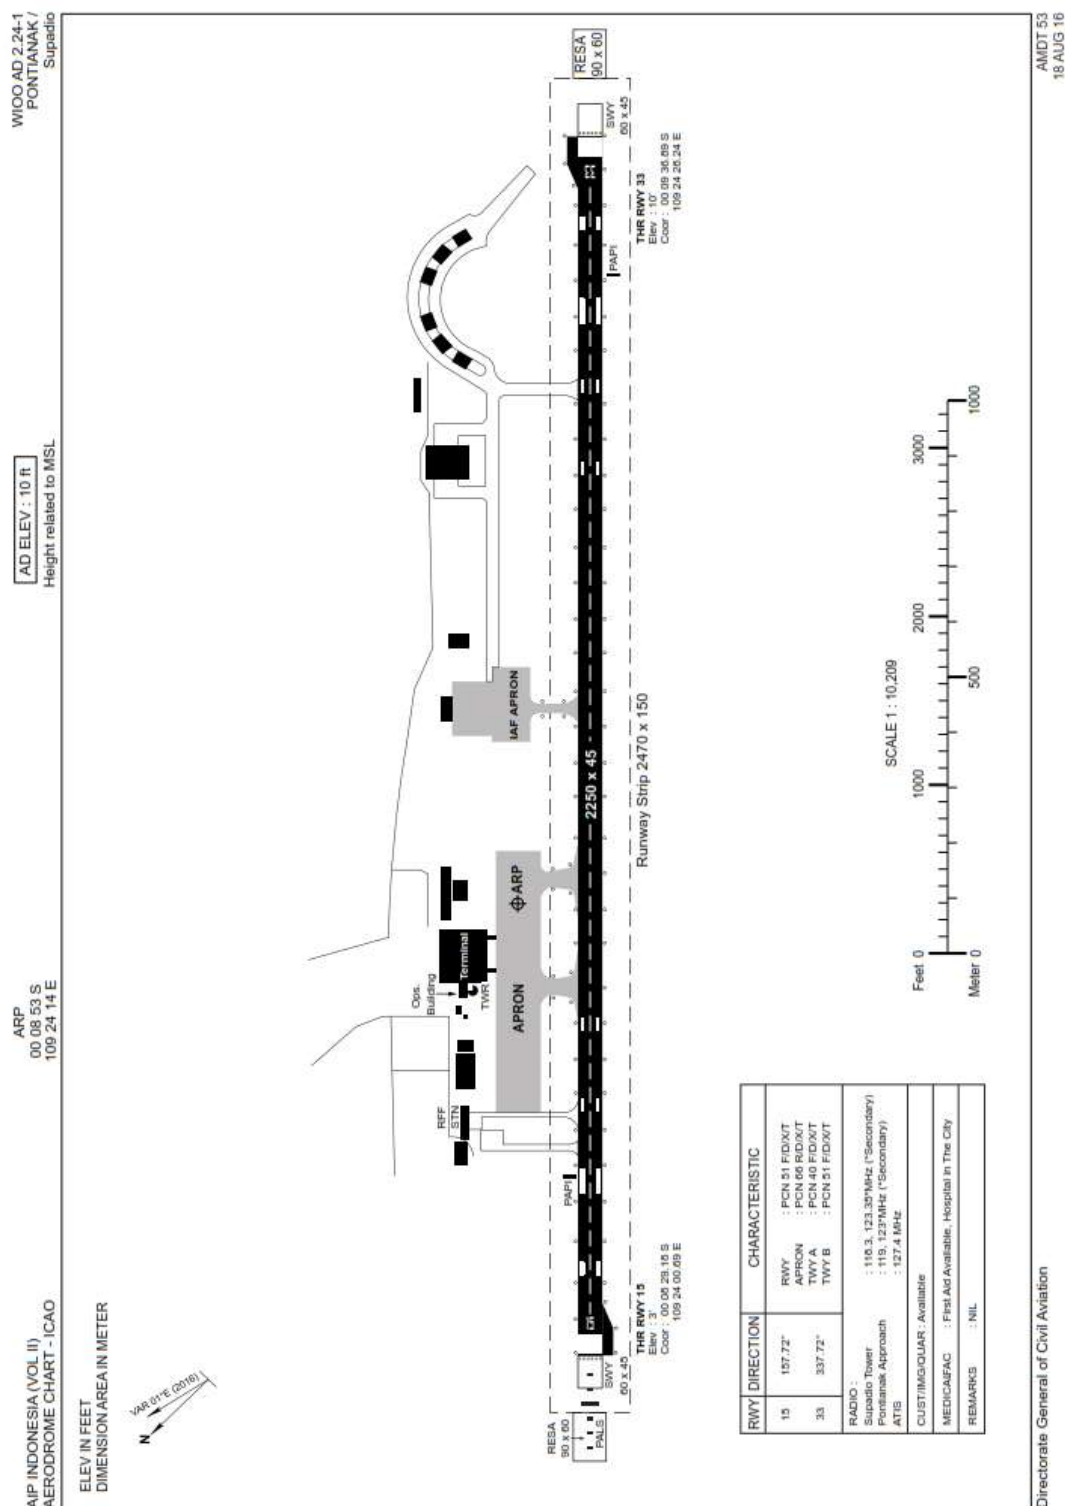 AIP INDONESIA (VOL II)
AERODROME CHART - ICAO
ARP
00 08 53 S
109 24 14 E
AD ELEV : 10 ft
Height related to MSL
WIOO AD 2.24-1
PONTIANAK /
Supadio
ELEV IN FEET
DIMENSION AREA IN METER
VAR 01°E (2016)
N
RFF
STN
Ops.
Building
TWR
Terminal
APRON
ARP
IAF APRON
PAPI
RESA
90 x 60
PALS
SWY
60 x 45
2250 x 45
SWY
60 x 45
RESA
90 x 60
THR RWY 15
Elev : 3'
Coor : 00 08 29.16 S
109 24 00.69 E
Runway Strip 2470 x 150
PAPI
THR RWY 33
Elev : 10'
Coor : 00 09 36.89 S
109 24 28.24 E
RWY DIRECTION CHARACTERISTIC
15 157.72°
33 337.72°
RWY : PCN 51 F/D/X/T
APRON : PCN 66 R/D/X/T
TWY A : PCN 40 F/D/X/T
TWY B : PCN 51 F/D/X/T
RADIO :
Supadio Tower : 118.3, 123.35*MHz (*Secondary)
Pontianak Approach : 119, 123*MHz (*Secondary)
ATIS : 127.4 MHz
CUST/IMG/QUAR : Available
MEDICAL/FAC : First Aid Available, Hospital in The City
REMARKS : NIL
SCALE 1 : 10,209
Feet 0 1000 2000 3000
Meter 0 500 1000
Directorate General of Civil Aviation
AMDT 53
18 AUG 16